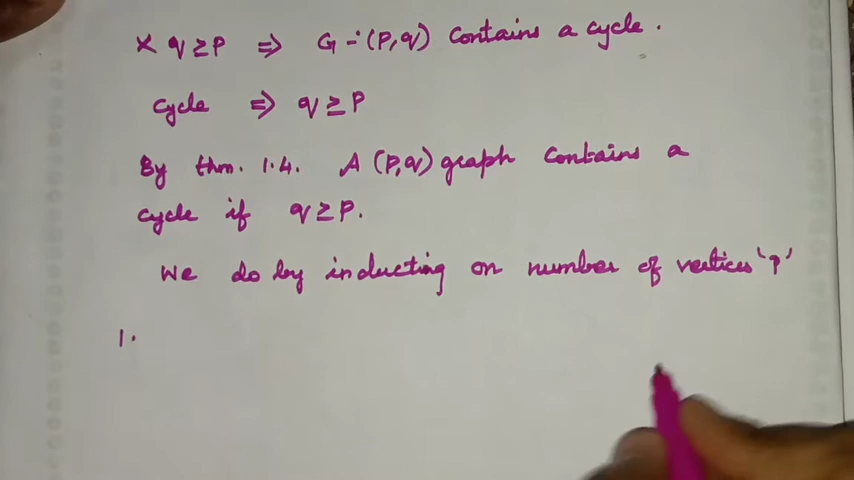 × q ≥ P ⇒ G = (P, q) Contains a cycle.
Cycle ⇒ q ≥ P
By thm. 1.4. A (P, q) graph Contains a
cycle if q ≥ P.
We do by inducting on number of vertices 'P'
1.